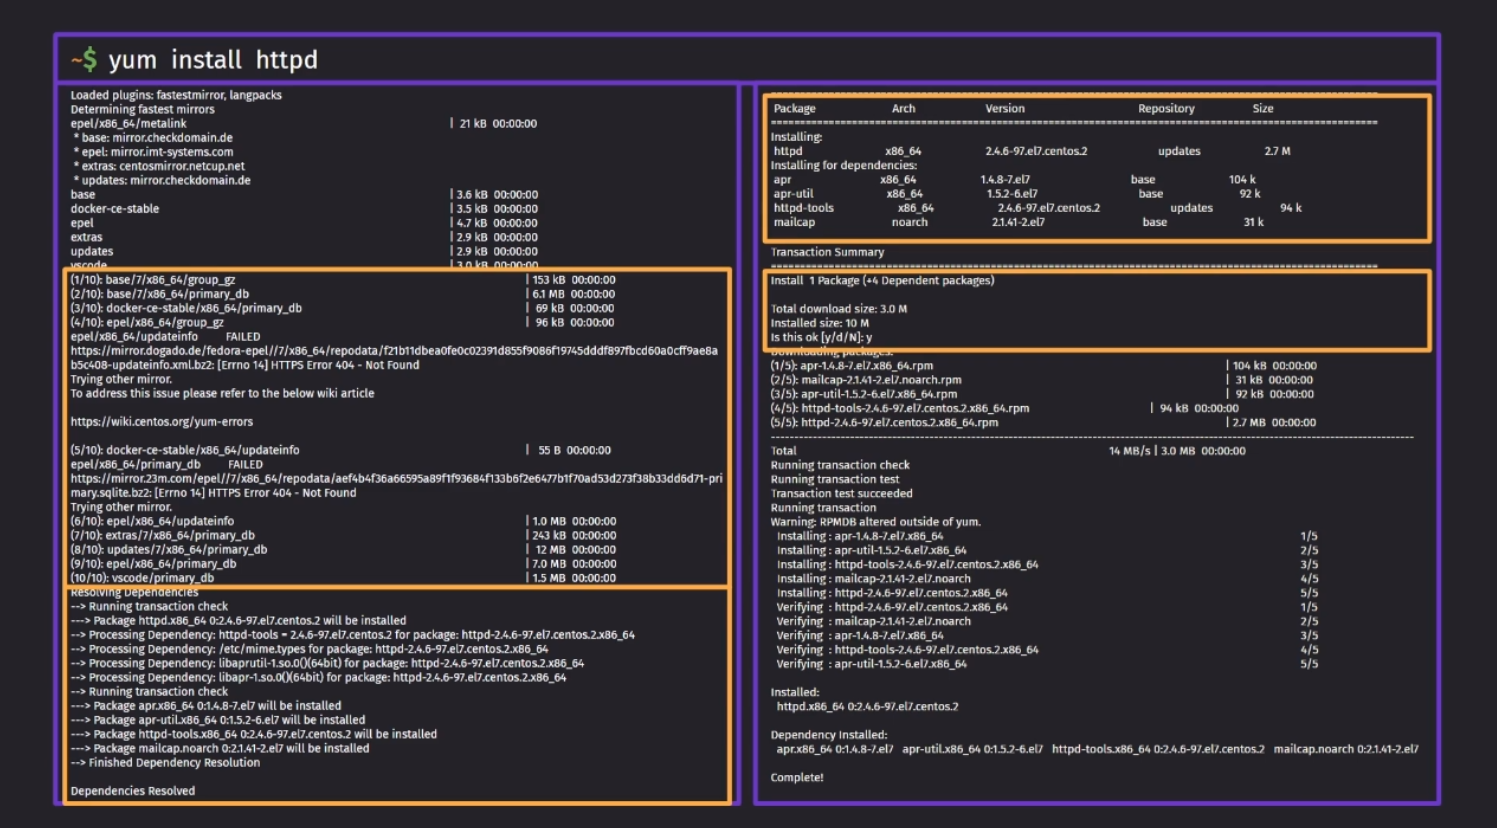 ~$ yum install httpd
Loaded plugins: fastestmirror, langpacks
Determining fastest mirrors
epel/x86_64/metalink | 21 kB 00:00:00
* base: mirror.checkdomain.de
* epel: mirror.imt-systems.com
* extras: centosmirror.netcup.net
* updates: mirror.checkdomain.de
base | 3.6 kB 00:00:00
docker-ce-stable | 3.5 kB 00:00:00
epel | 4.7 kB 00:00:00
extras | 2.9 kB 00:00:00
updates | 2.9 kB 00:00:00
vscode | 3.0 kB 00:00:00
(1/10): base/7/x86_64/group_gz | 153 kB 00:00:00
(2/10): base/7/x86_64/primary_db | 6.1 MB 00:00:00
(3/10): docker-ce-stable/x86_64/primary_db | 69 kB 00:00:00
(4/10): epel/x86_64/group_gz | 96 kB 00:00:00
epel/x86_64/updateinfo FAILED
https://mirror.dogado.de/fedora-epel//7/x86_64/repodata/f21b11dbea0fe0c02391d855f9086f19745dddf897fbcd60a0cff9ae8a
b5c408-updateinfo.xml.bz2: [Errno 14] HTTPS Error 404 - Not Found
Trying other mirror.
To address this issue please refer to the below wiki article
https://wiki.centos.org/yum-errors
(5/10): docker-ce-stable/x86_64/updateinfo | 55 B 00:00:00
epel/x86_64/primary_db FAILED
https://mirror.23m.com/epel//7/x86_64/repodata/aef4b4f36a66595a89f1f93684f133b6f2e6477b1f70ad53d273f38b33dd6d71-pri
mary.sqlite.bz2: [Errno 14] HTTPS Error 404 - Not Found
Trying other mirror.
(6/10): epel/x86_64/updateinfo | 1.0 MB 00:00:00
(7/10): extras/7/x86_64/primary_db | 243 kB 00:00:00
(8/10): updates/7/x86_64/primary_db | 12 MB 00:00:00
(9/10): epel/x86_64/primary_db | 7.0 MB 00:00:00
(10/10): vscode/primary_db | 1.5 MB 00:00:00
Resolving Dependencies
--> Running transaction check
---> Package httpd.x86_64 0:2.4.6-97.el7.centos.2 will be installed
--> Processing Dependency: httpd-tools = 2.4.6-97.el7.centos.2 for package: httpd-2.4.6-97.el7.centos.2.x86_64
--> Processing Dependency: /etc/mime.types for package: httpd-2.4.6-97.el7.centos.2.x86_64
--> Processing Dependency: libaprutil-1.so.0()(64bit) for package: httpd-2.4.6-97.el7.centos.2.x86_64
--> Processing Dependency: libapr-1.so.0()(64bit) for package: httpd-2.4.6-97.el7.centos.2.x86_64
--> Running transaction check
---> Package apr.x86_64 0:1.4.8-7.el7 will be installed
---> Package apr-util.x86_64 0:1.5.2-6.el7 will be installed
---> Package httpd-tools.x86_64 0:2.4.6-97.el7.centos.2 will be installed
---> Package mailcap.noarch 0:2.1.41-2.el7 will be installed
--> Finished Dependency Resolution
Dependencies Resolved
Package Arch Version Repository Size
Installing:
httpd x86_64 2.4.6-97.el7.centos.2 updates 2.7 M
Installing for dependencies:
apr x86_64 1.4.8-7.el7 base 104 k
apr-util x86_64 1.5.2-6.el7 base 92 k
httpd-tools x86_64 2.4.6-97.el7.centos.2 updates 94 k
mailcap noarch 2.1.41-2.el7 base 31 k
Transaction Summary
Install 1 Package (+4 Dependent packages)
Total download size: 3.0 M
Installed size: 10 M
Is this ok [y/d/N]: y
Downloading packages:
(1/5): apr-1.4.8-7.el7.x86_64.rpm | 104 kB 00:00:00
(2/5): mailcap-2.1.41-2.el7.noarch.rpm | 31 kB 00:00:00
(3/5): apr-util-1.5.2-6.el7.x86_64.rpm | 92 kB 00:00:00
(4/5): httpd-tools-2.4.6-97.el7.centos.2.x86_64.rpm | 94 kB 00:00:00
(5/5): httpd-2.4.6-97.el7.centos.2.x86_64.rpm | 2.7 MB 00:00:00
Total 14 MB/s | 3.0 MB 00:00:00
Running transaction check
Running transaction test
Transaction test succeeded
Running transaction
Warning: RPMDB altered outside of yum.
Installing : apr-1.4.8-7.el7.x86_64 1/5
Installing : apr-util-1.5.2-6.el7.x86_64 2/5
Installing : httpd-tools-2.4.6-97.el7.centos.2.x86_64 3/5
Installing : mailcap-2.1.41-2.el7.noarch 4/5
Installing : httpd-2.4.6-97.el7.centos.2.x86_64 5/5
Verifying : httpd-2.4.6-97.el7.centos.2.x86_64 1/5
Verifying : mailcap-2.1.41-2.el7.noarch 2/5
Verifying : apr-1.4.8-7.el7.x86_64 3/5
Verifying : httpd-tools-2.4.6-97.el7.centos.2.x86_64 4/5
Verifying : apr-util-1.5.2-6.el7.x86_64 5/5
Installed:
httpd.x86_64 0:2.4.6-97.el7.centos.2
Dependency Installed:
apr.x86_64 0:1.4.8-7.el7 apr-util.x86_64 0:1.5.2-6.el7 httpd-tools.x86_64 0:2.4.6-97.el7.centos.2 mailcap.noarch 0:2.1.41-2.el7
Complete!